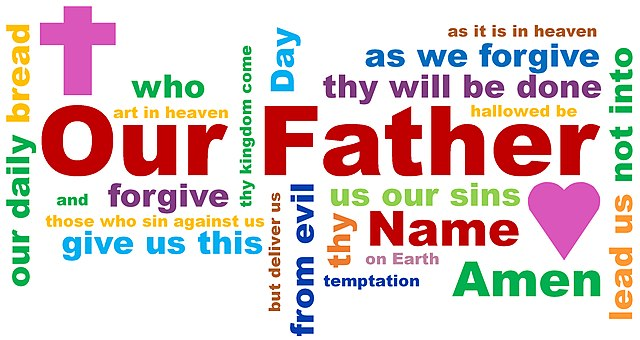 Our Father
who
art in heaven
hallowed be
thy
Name
thy kingdom come
thy will be done
on Earth
as it is in heaven
give us this
Day
our daily bread
and
forgive
us our sins
as we forgive
those who sin against us
lead us not into
temptation
but deliver us
from evil
Amen